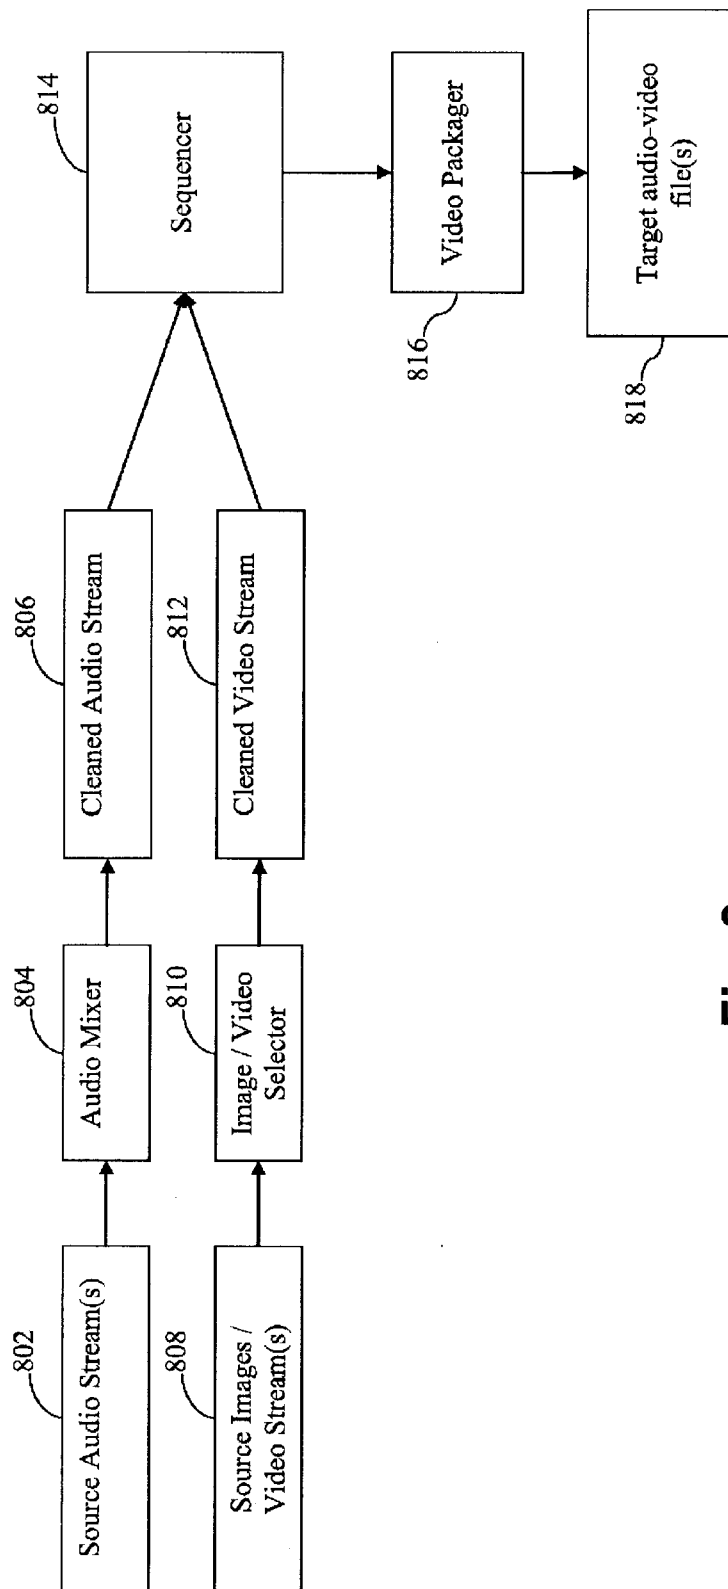 802
Source Audio Stream(s)
804
Audio Mixer
806
Cleaned Audio Stream
808
Source Images /
Video Stream(s)
810
Image / Video
Selector
812
Cleaned Video Stream
814
Sequencer
816
Video Packager
818
Target audio-video
file(s)